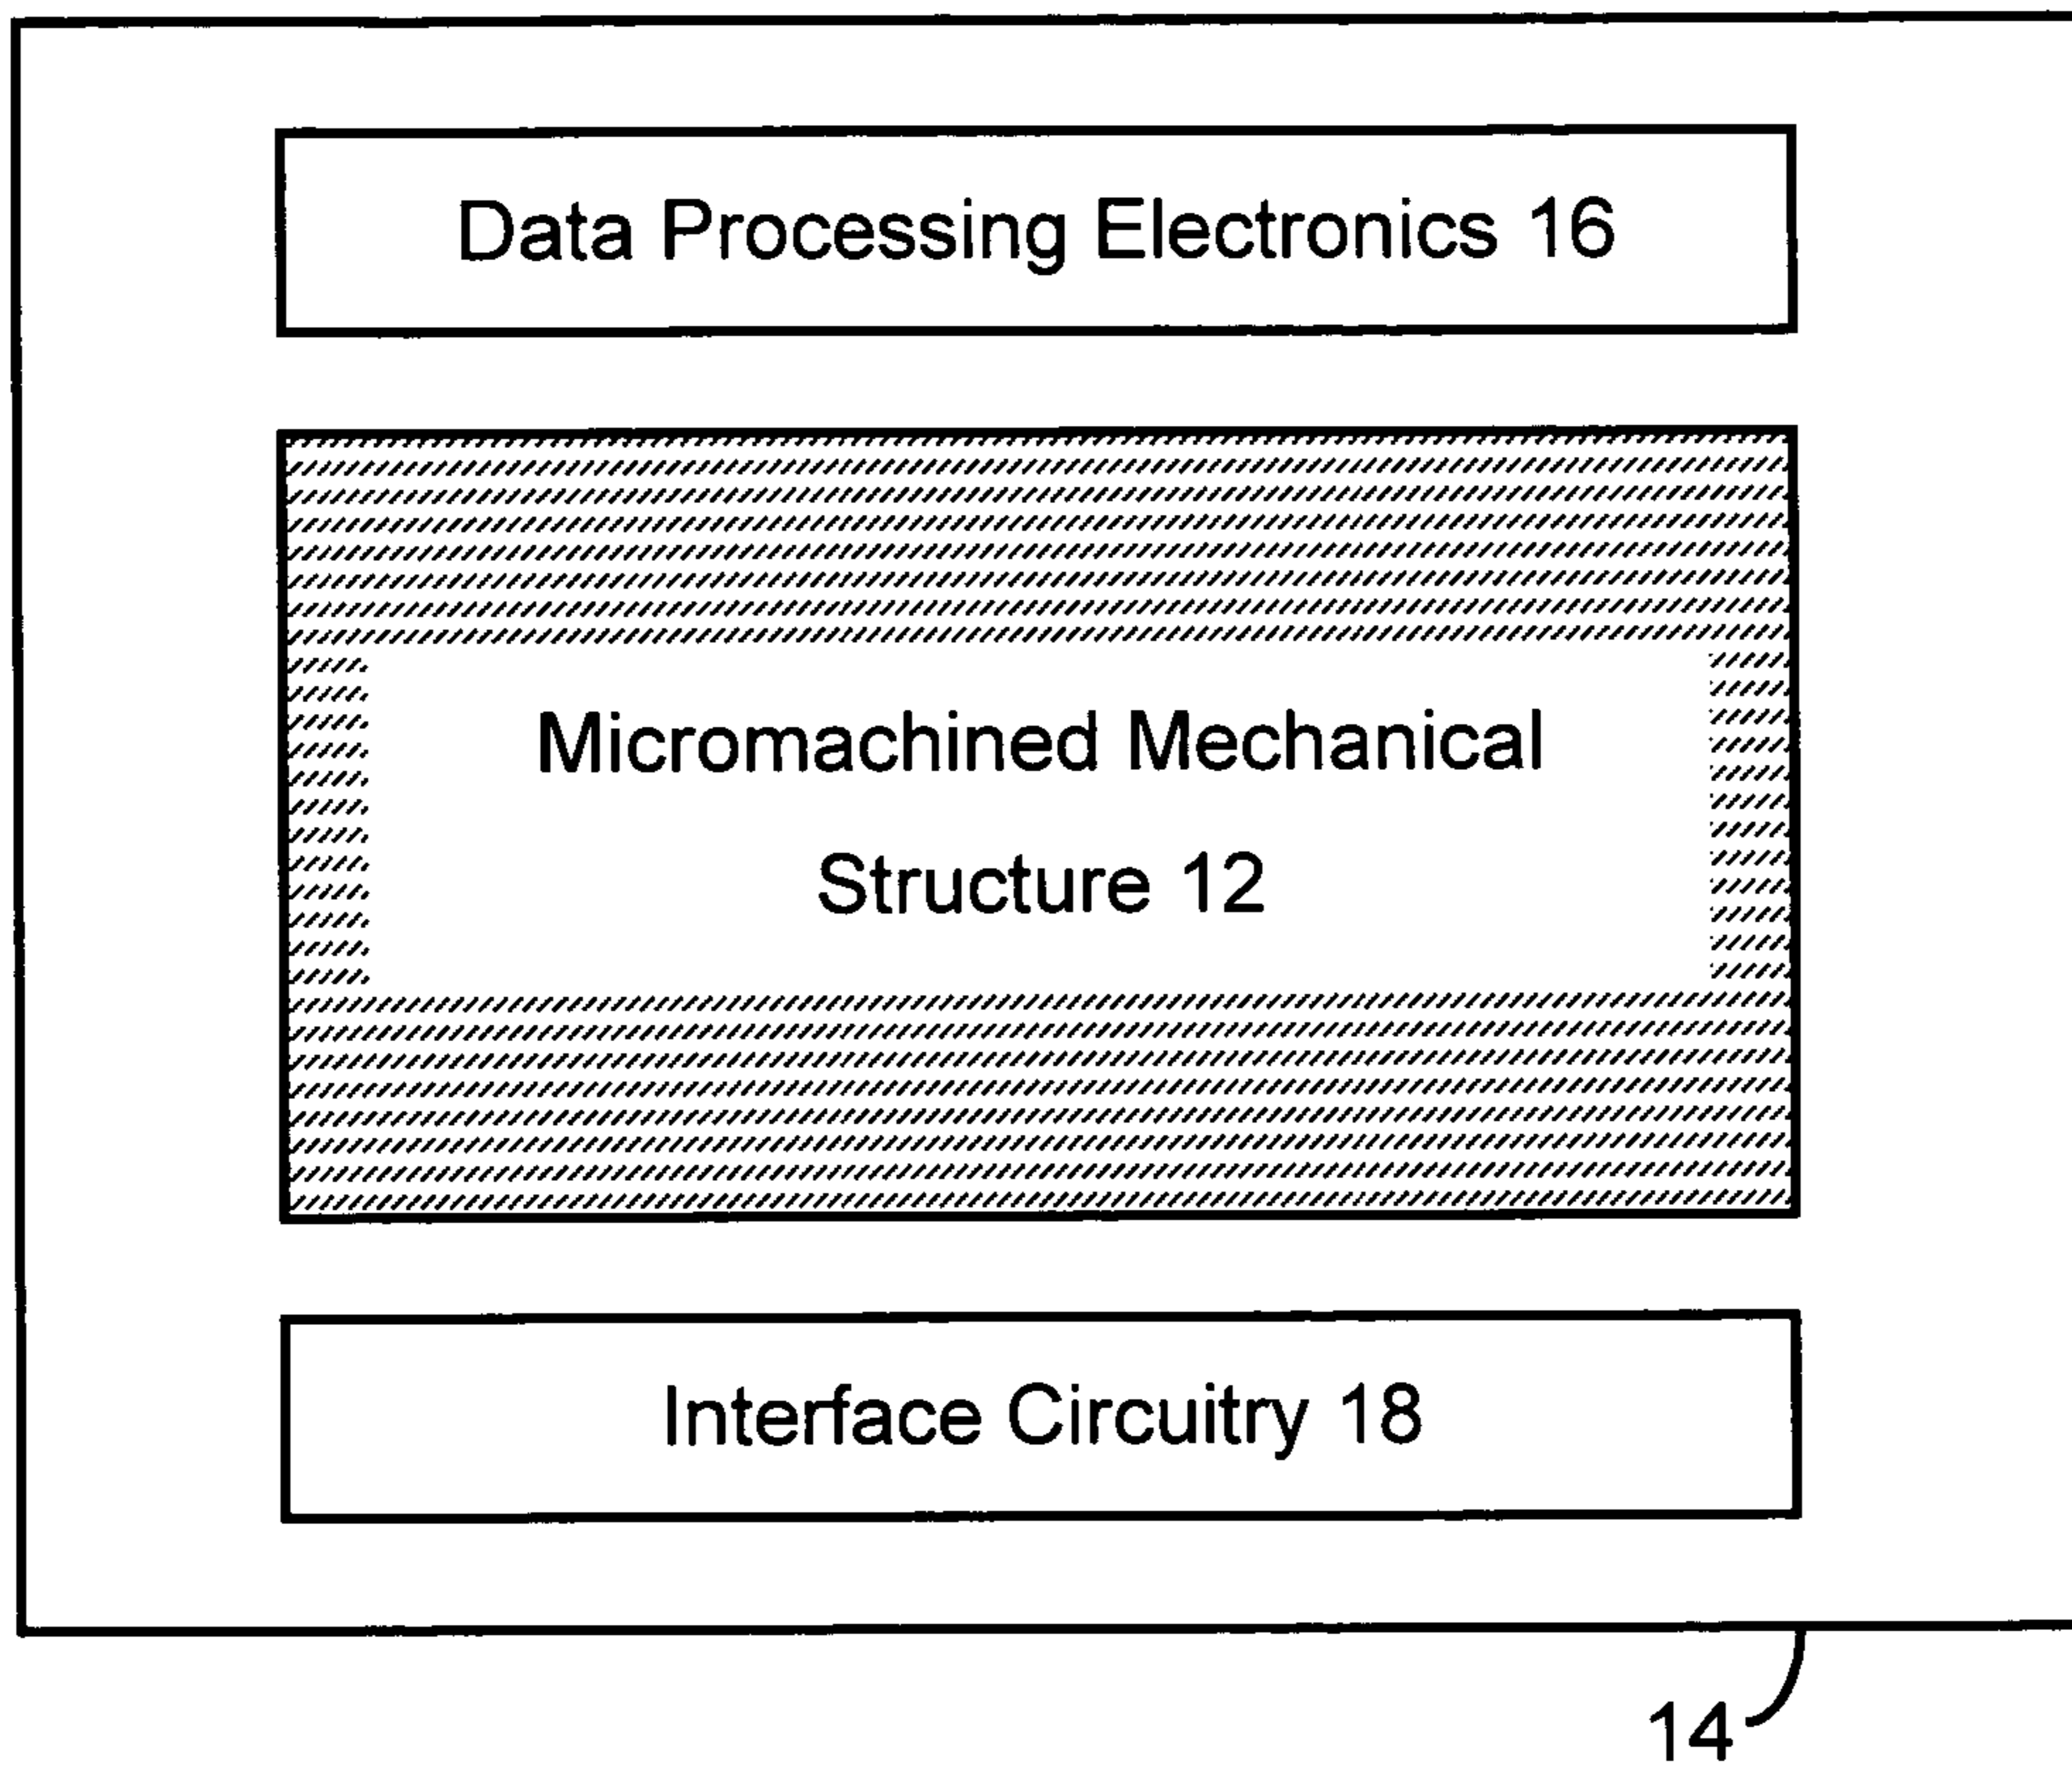 Data Processing Electronics 16
Micromachined Mechanical
Structure 12
Interface Circuitry 18
14